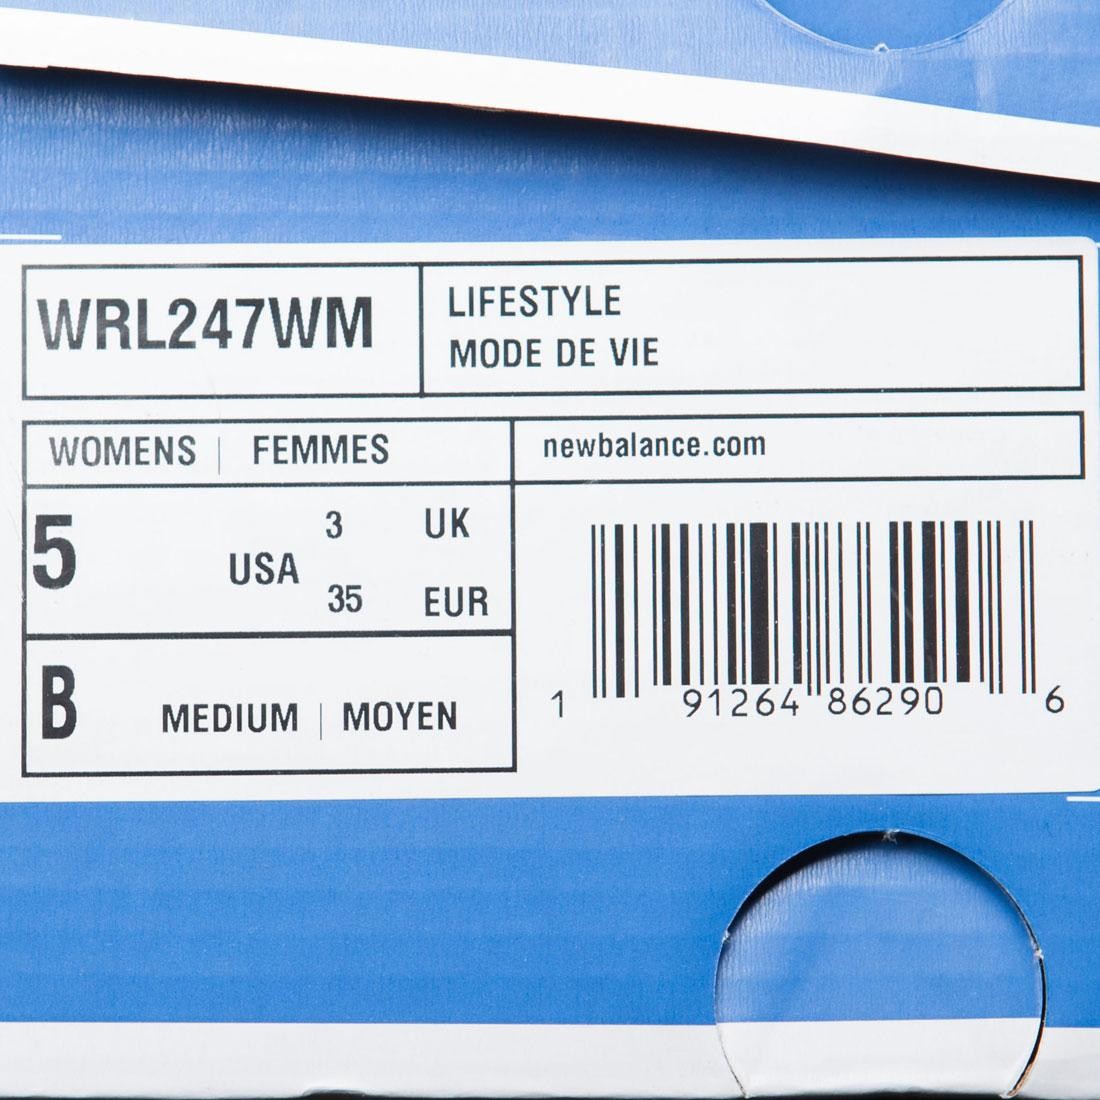 WRL247WM
LIFESTYLE
MODE DE VIE
WOMENS | FEMMES
newbalance.com
5 USA
3 UK
35 EUR
B MEDIUM | MOYEN
1 91264 86290 6